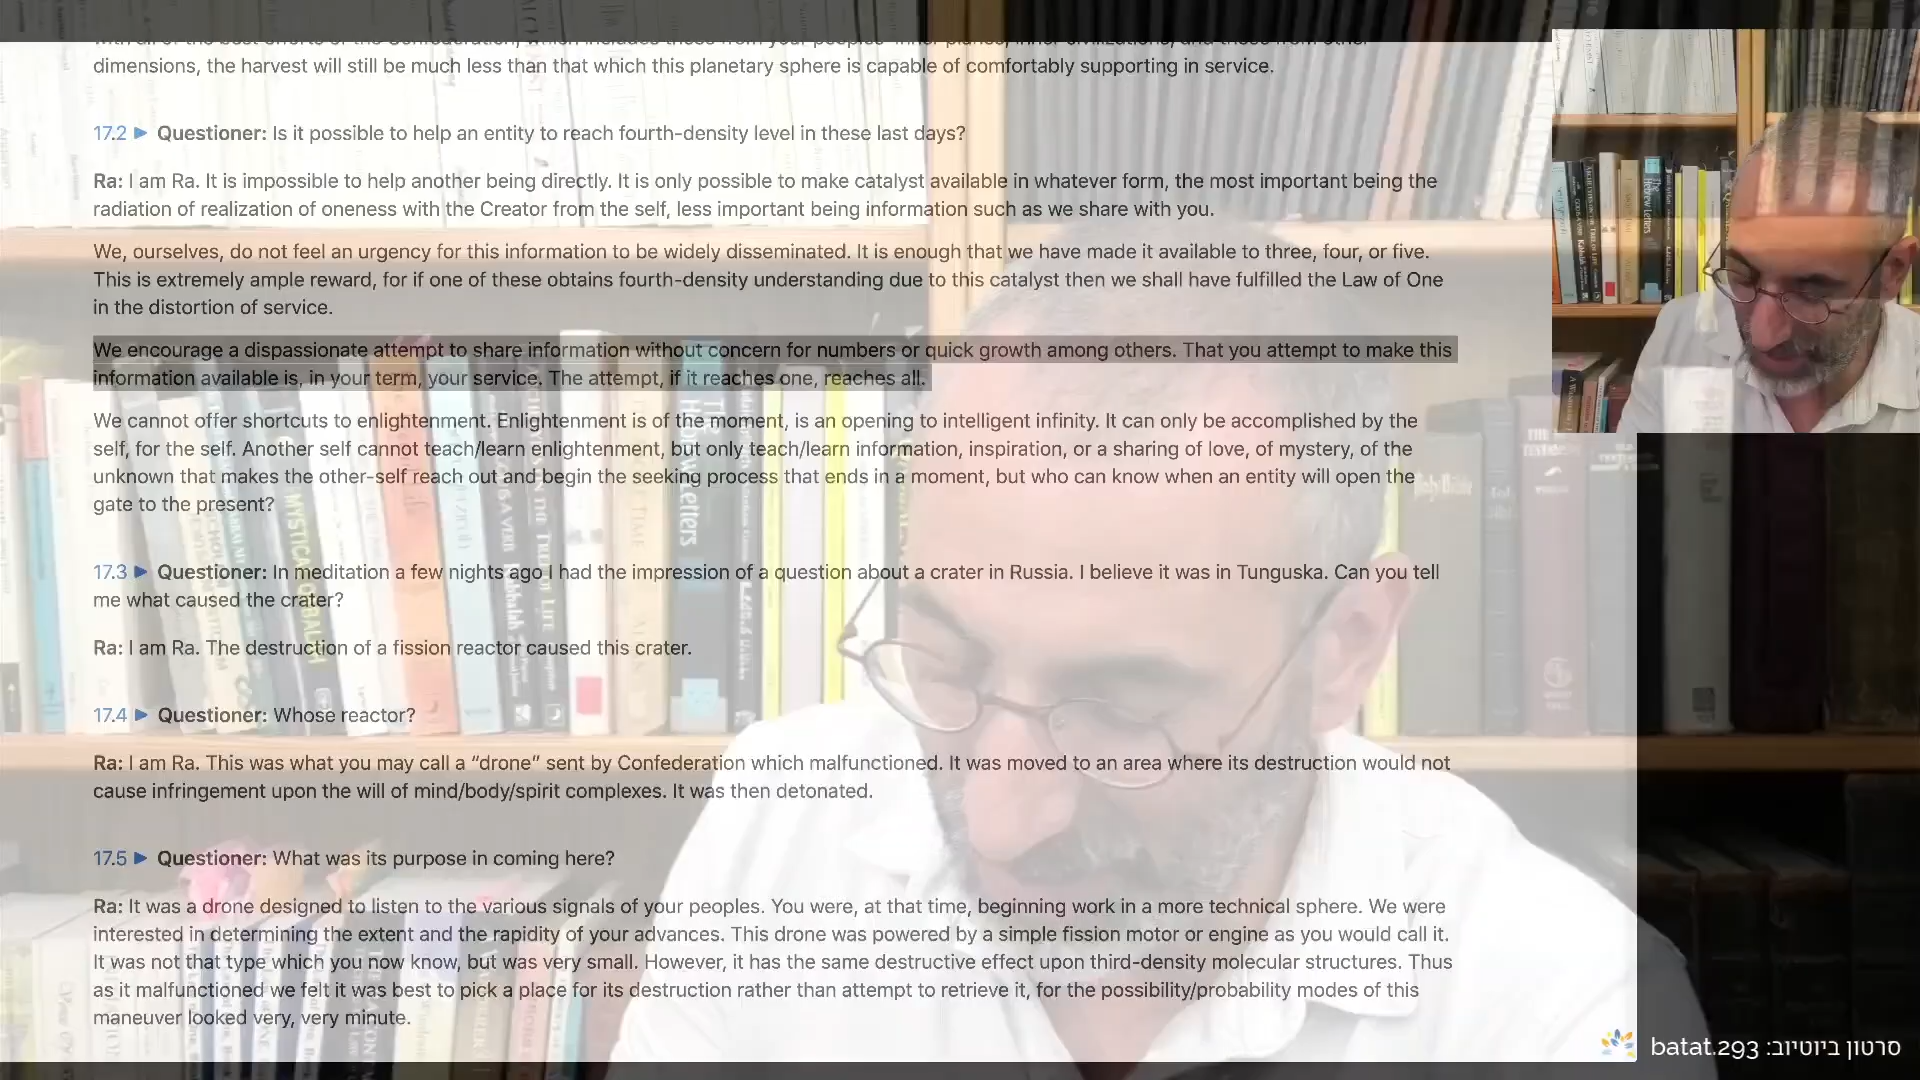 dimensions, the harvest will still be much less than that which this planetary sphere is capable of comfortably supporting in service.
17.2 ► Questioner: Is it possible to help an entity to reach fourth-density level in these last days?
Ra: I am Ra. It is impossible to help another being directly. It is only possible to make catalyst available in whatever form, the most important being the
radiation of realization of oneness with the Creator from the self, less important being information such as we share with you.
We, ourselves, do not feel an urgency for this information to be widely disseminated. It is enough that we have made it available to three, four, or five.
This is extremely ample reward, for if one of these obtains fourth-density understanding due to this catalyst then we shall have fulfilled the Law of One
in the distortion of service.
We encourage a dispassionate attempt to share information without concern for numbers or quick growth among others. That you attempt to make this
information available is, in your term, your service. The attempt, if it reaches one, reaches all.
We cannot offer shortcuts to enlightenment. Enlightenment is of the moment, is an opening to intelligent infinity. It can only be accomplished by the
self, for the self. Another self cannot teach/learn enlightenment, but only teach/learn information, inspiration, or a sharing of love, of mystery, of the
unknown that makes the other-self reach out and begin the seeking process that ends in a moment, but who can know when an entity will open the
gate to the present?
17.3 ► Questioner: In meditation a few nights ago I had the impression of a question about a crater in Russia. I believe it was in Tunguska. Can you tell
me what caused the crater?
Ra: I am Ra. The destruction of a fission reactor caused this crater.
17.4 ► Questioner: Whose reactor?
Ra: I am Ra. This was what you may call a “drone” sent by Confederation which malfunctioned. It was moved to an area where its destruction would not
cause infringement upon the will of mind/body/spirit complexes. It was then detonated.
17.5 ► Questioner: What was its purpose in coming here?
Ra: It was a drone designed to listen to the various signals of your peoples. You were, at that time, beginning work in a more technical sphere. We were
interested in determining the extent and the rapidity of your advances. This drone was powered by a simple fission motor or engine as you would call it.
It was not that type which you now know, but was very small. However, it has the same destructive effect upon third-density molecular structures. Thus
as it malfunctioned we felt it was best to pick a place for its destruction rather than attempt to retrieve it, for the possibility/probability modes of this
maneuver looked very, very minute.
The Hebrew Letters
MYSTICAL QABALAH
Holy Bible
סרטון ביוטיוב: batat.293